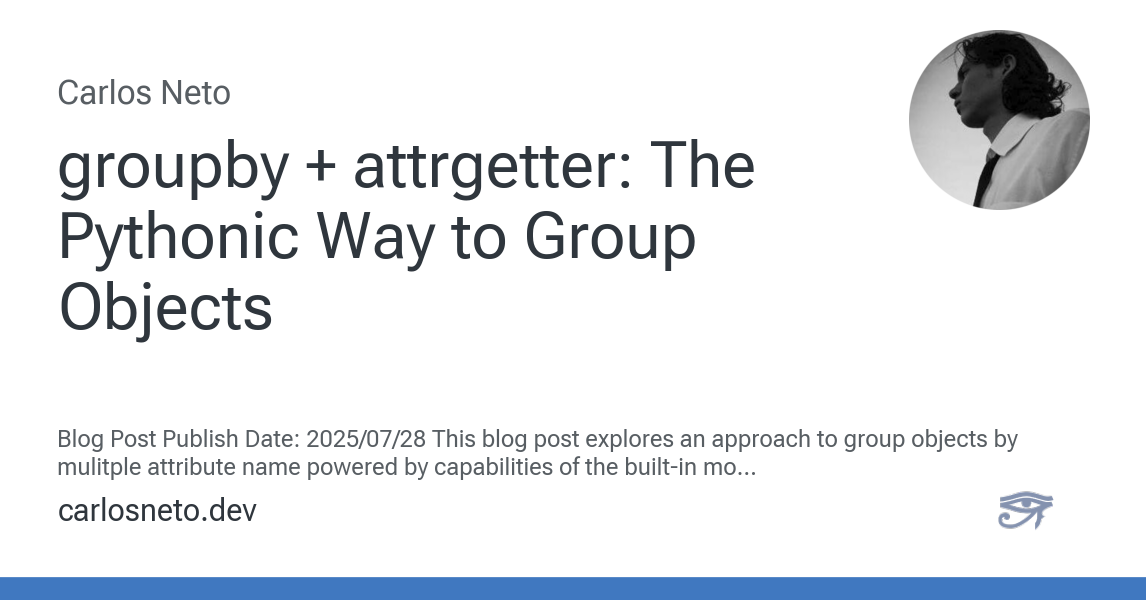 Carlos Neto
groupby + attrgetter: The
Pythonic Way to Group
Objects
Blog Post Publish Date: 2025/07/28 This blog post explores an approach to group objects by
mulitple attribute name powered by capabilities of the built-in mo...
carlosneto.dev